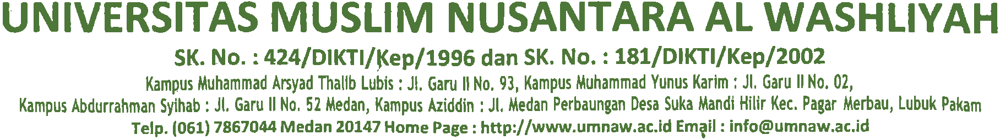 UNIVERSITAS MUSLIM NUSANTARA AL WASHLIYAH
SK. No. : 424/DIKTI/Kep/1996 dan SK. No. : 181/DIKTI/Kep/2002
Kampus Muhammad Arsyad Thalib Lubis : Jl. Garu II No. 93, Kampus Muhammad Yunus Karim : Jl. Garu II No. 02,
Kampus Abdurrahman Syihab : Jl. Garu II No. 52 Medan, Kampus Aziddin : Jl. Medan Perbaungan Desa Suka Mandi Hilir Kec. Pagar Merbau, Lubuk Pakam
Telp. (061) 7867044 Medan 20147 Home Page : http://www.umnaw.ac.id Email : info@umnaw.ac.id